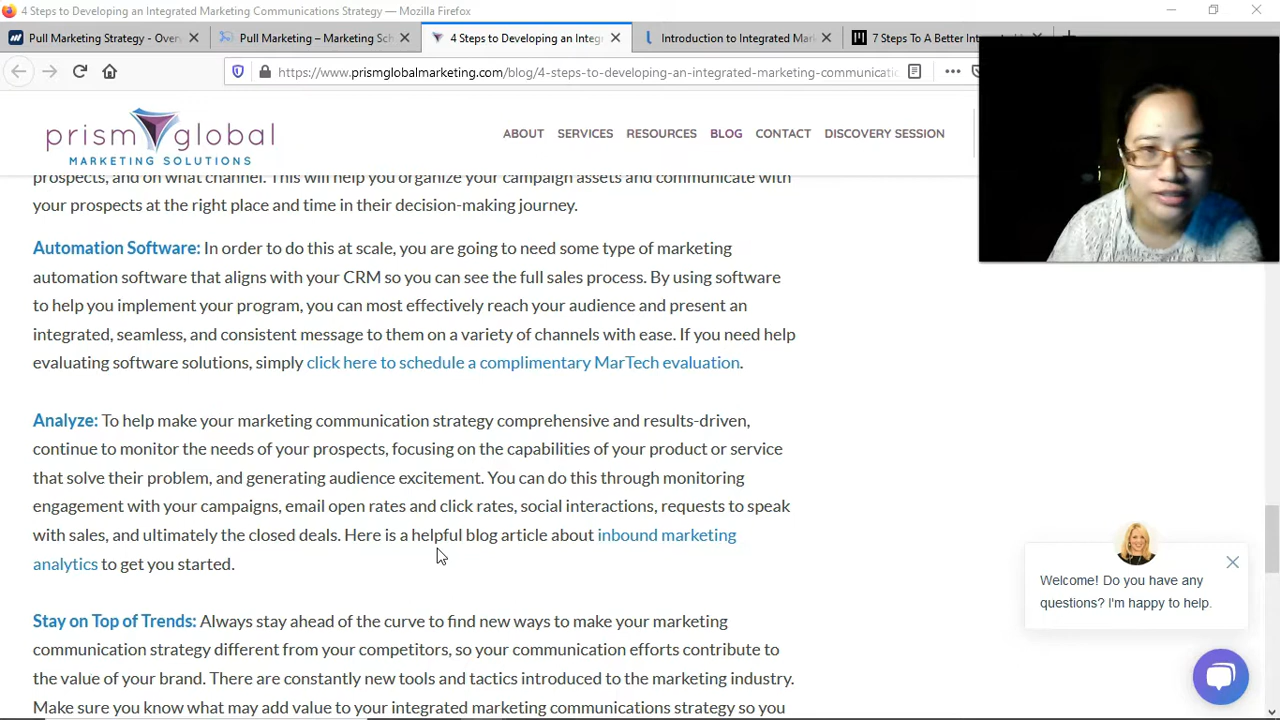 4 Steps to Developing an Integrated Marketing Communications Strategy — Mozilla Firefox
Pull Marketing Strategy - Over
Pull Marketing – Marketing Sch
4 Steps to Developing an Integ
Introduction to Integrated Mark
7 Steps To A Better Inte
https://www.prismglobalmarketing.com/blog/4-steps-to-developing-an-integrated-marketing-communicati
prism global
MARKETING SOLUTIONS
ABOUT SERVICES RESOURCES BLOG CONTACT DISCOVERY SESSION
prospects, and on what channel. This will help you organize your campaign assets and communicate with
your prospects at the right place and time in their decision-making journey.
Automation Software: In order to do this at scale, you are going to need some type of marketing
automation software that aligns with your CRM so you can see the full sales process. By using software
to help you implement your program, you can most effectively reach your audience and present an
integrated, seamless, and consistent message to them on a variety of channels with ease. If you need help
evaluating software solutions, simply click here to schedule a complimentary MarTech evaluation.
Analyze: To help make your marketing communication strategy comprehensive and results-driven,
continue to monitor the needs of your prospects, focusing on the capabilities of your product or service
that solve their problem, and generating audience excitement. You can do this through monitoring
engagement with your campaigns, email open rates and click rates, social interactions, requests to speak
with sales, and ultimately the closed deals. Here is a helpful blog article about inbound marketing
analytics to get you started.
Welcome! Do you have any
questions? I'm happy to help.
Stay on Top of Trends: Always stay ahead of the curve to find new ways to make your marketing
communication strategy different from your competitors, so your communication efforts contribute to
the value of your brand. There are constantly new tools and tactics introduced to the marketing industry.
Make sure you know what may add value to your integrated marketing communications strategy so you